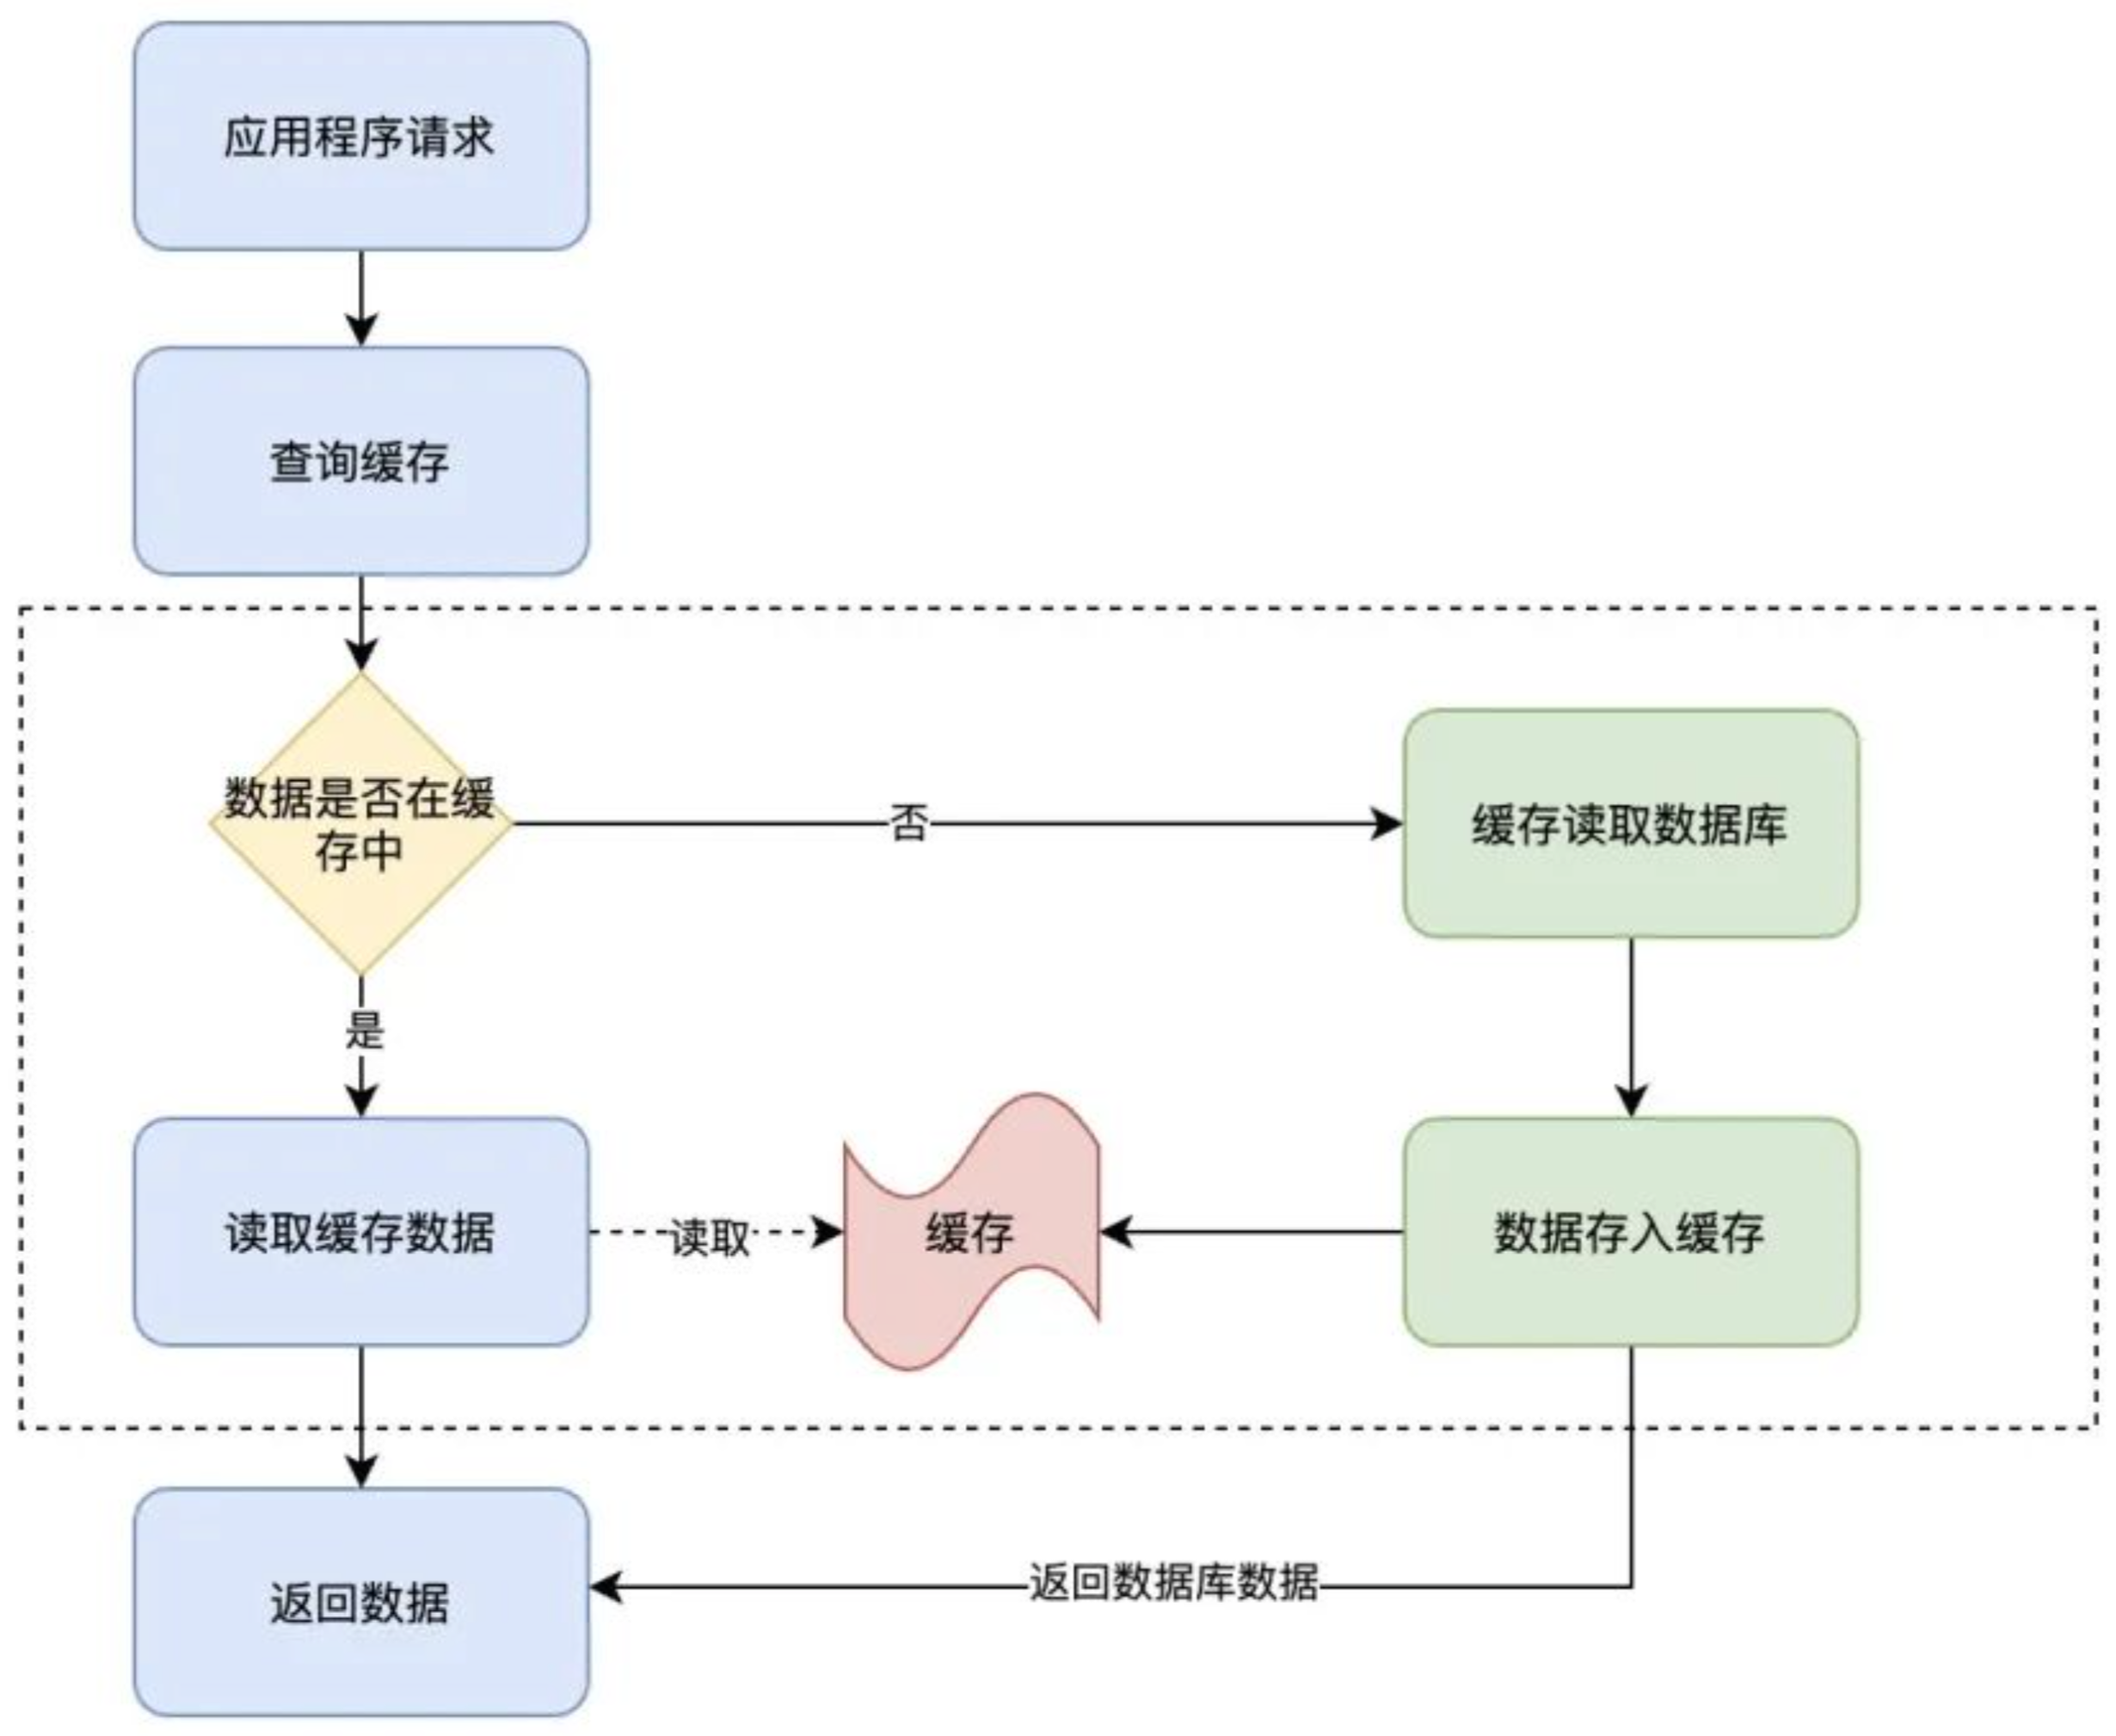 应用程序请求
查询缓存
数据是否在缓
存中
否
缓存读取数据库
是
读取缓存数据
读取
缓存
数据存入缓存
返回数据
返回数据库数据